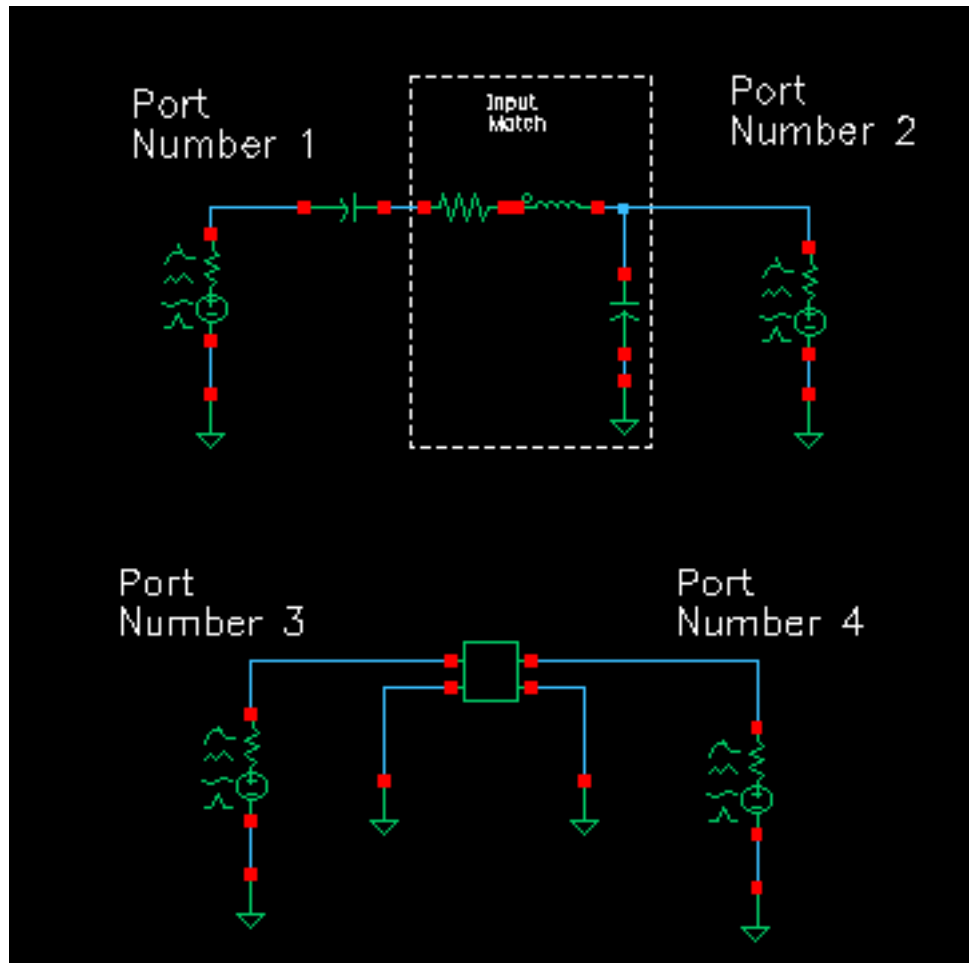 Port
Number 1
Input
Match
Port
Number 2
Port
Number 3
Port
Number 4